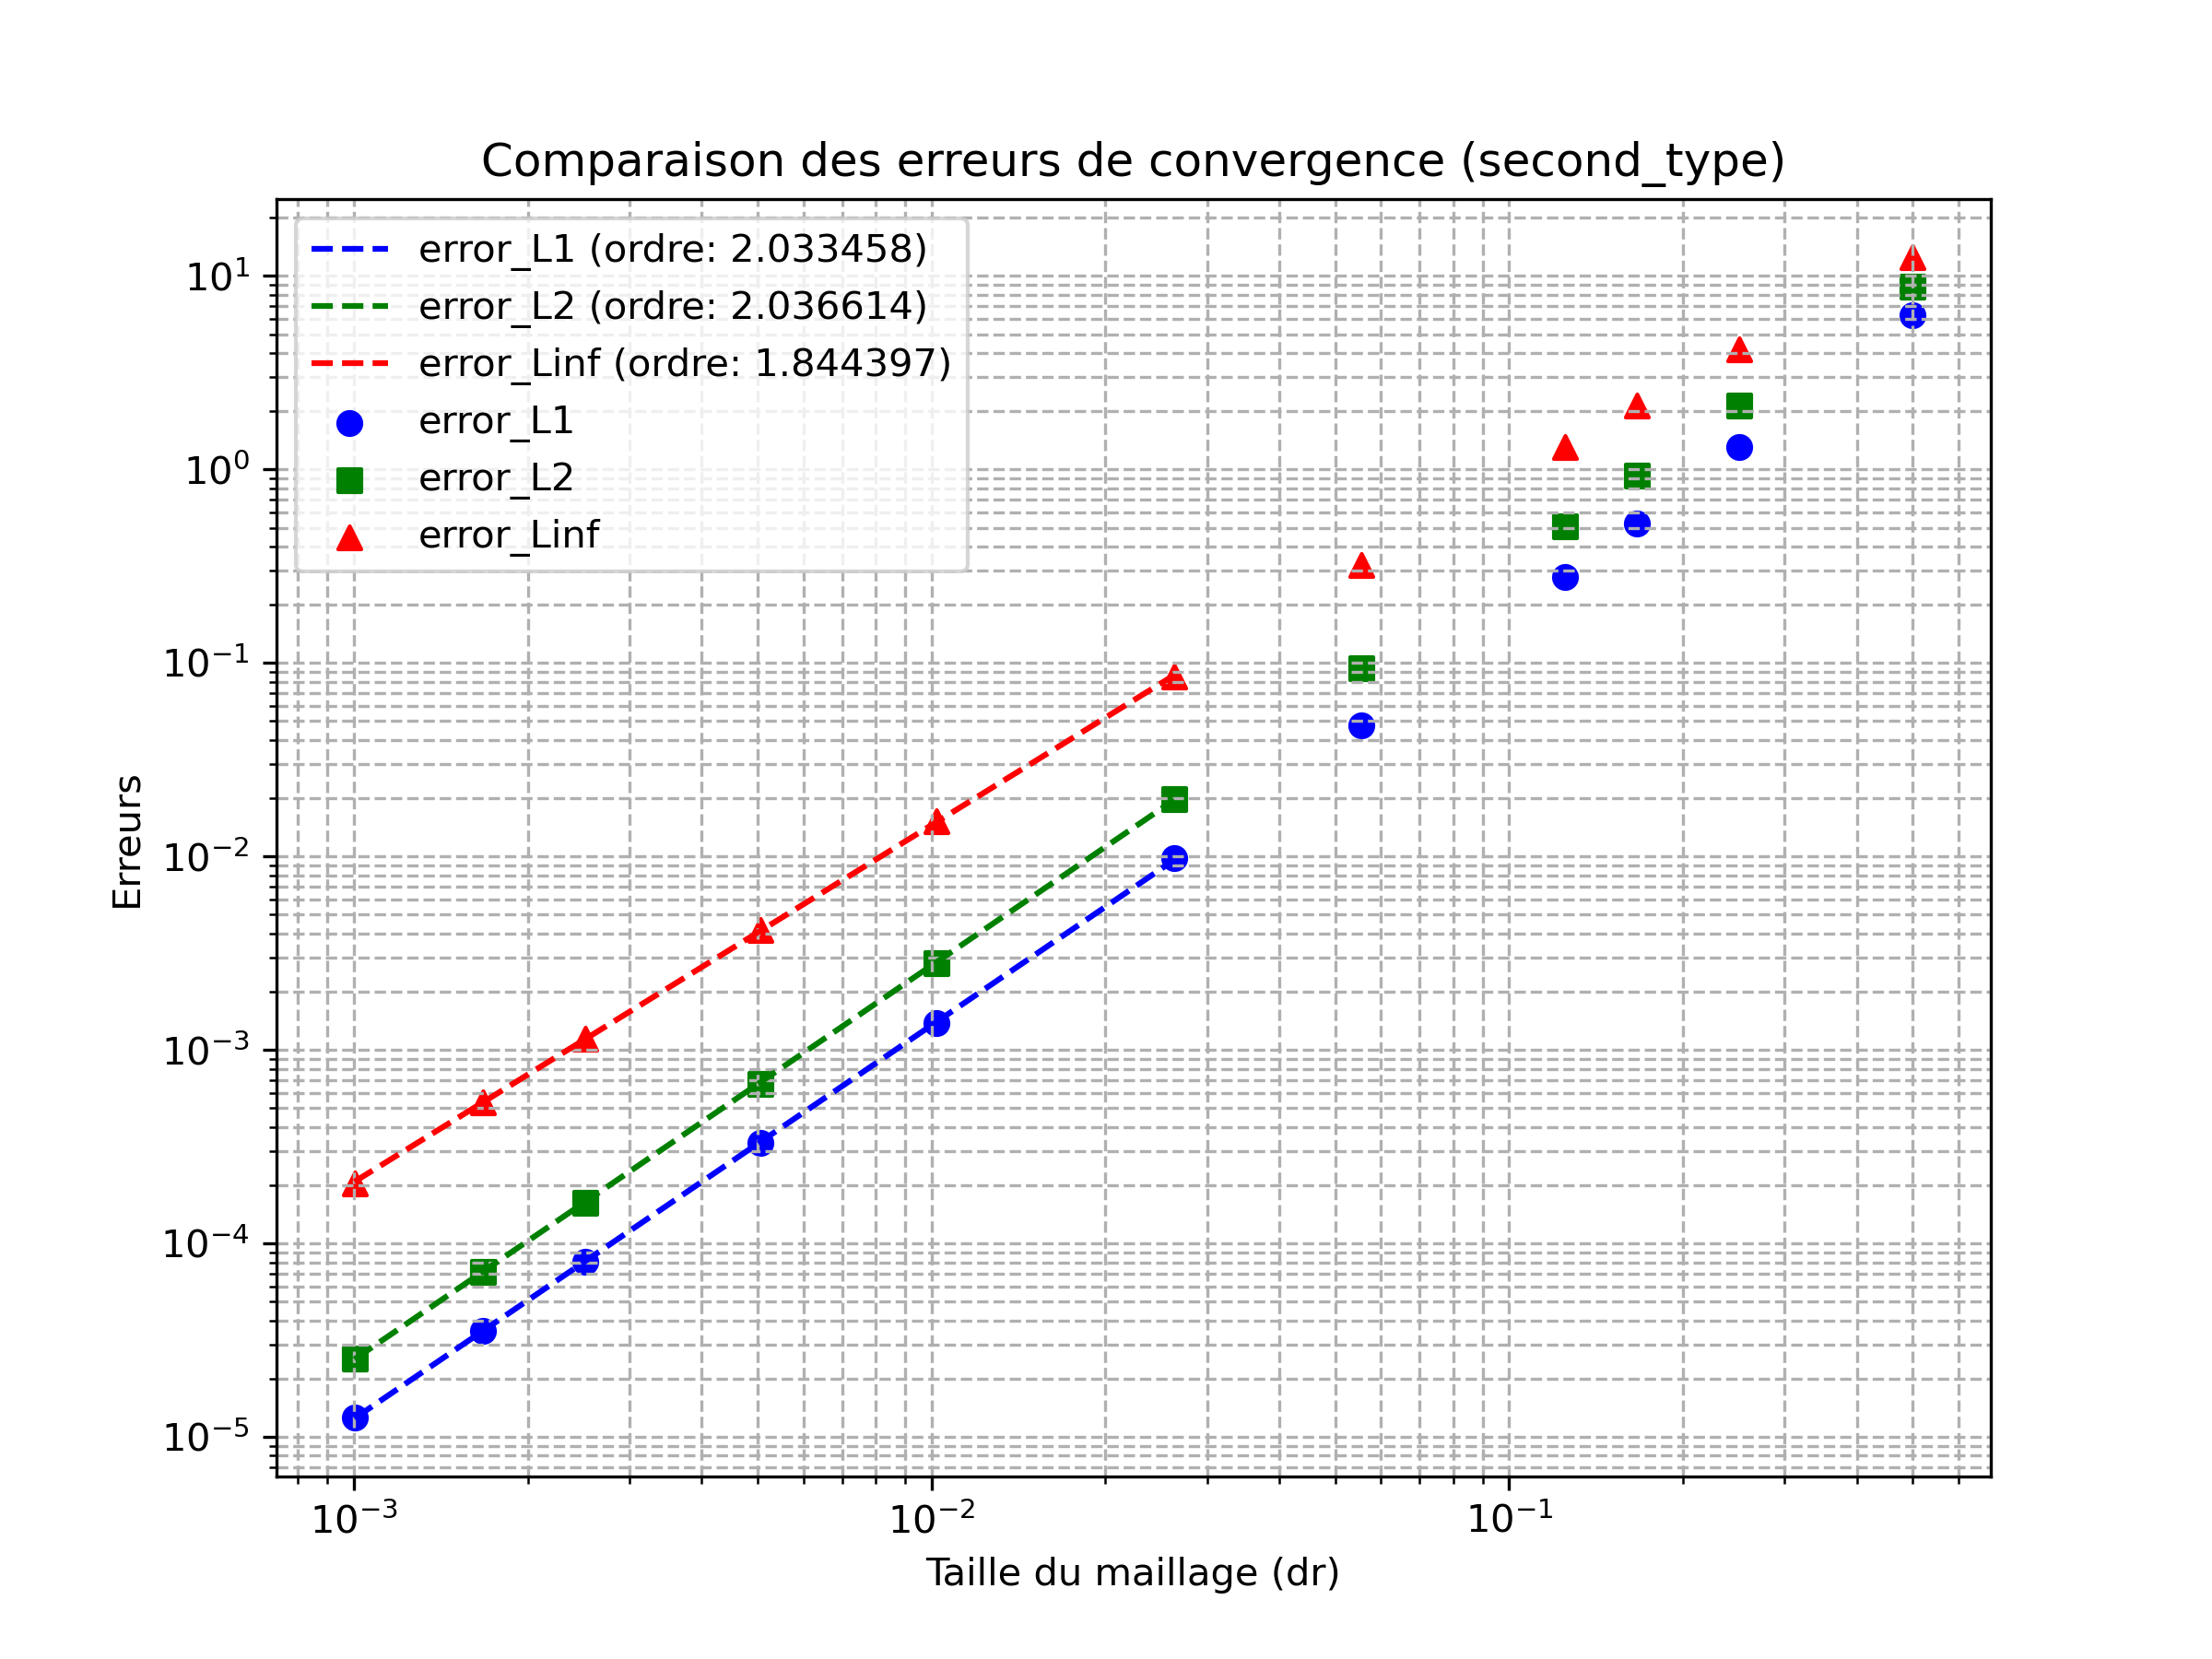 Comparaison des erreurs de convergence (second_type)
error_L1 (ordre: 2.033458)
error_L2 (ordre: 2.036614)
error_Linf (ordre: 1.844397)
error_L1
error_L2
error_Linf
10¹
10⁰
10⁻¹
10⁻²
10⁻³
10⁻⁴
10⁻⁵
Erreurs
10⁻³ 10⁻² 10⁻¹
Taille du maillage (dr)